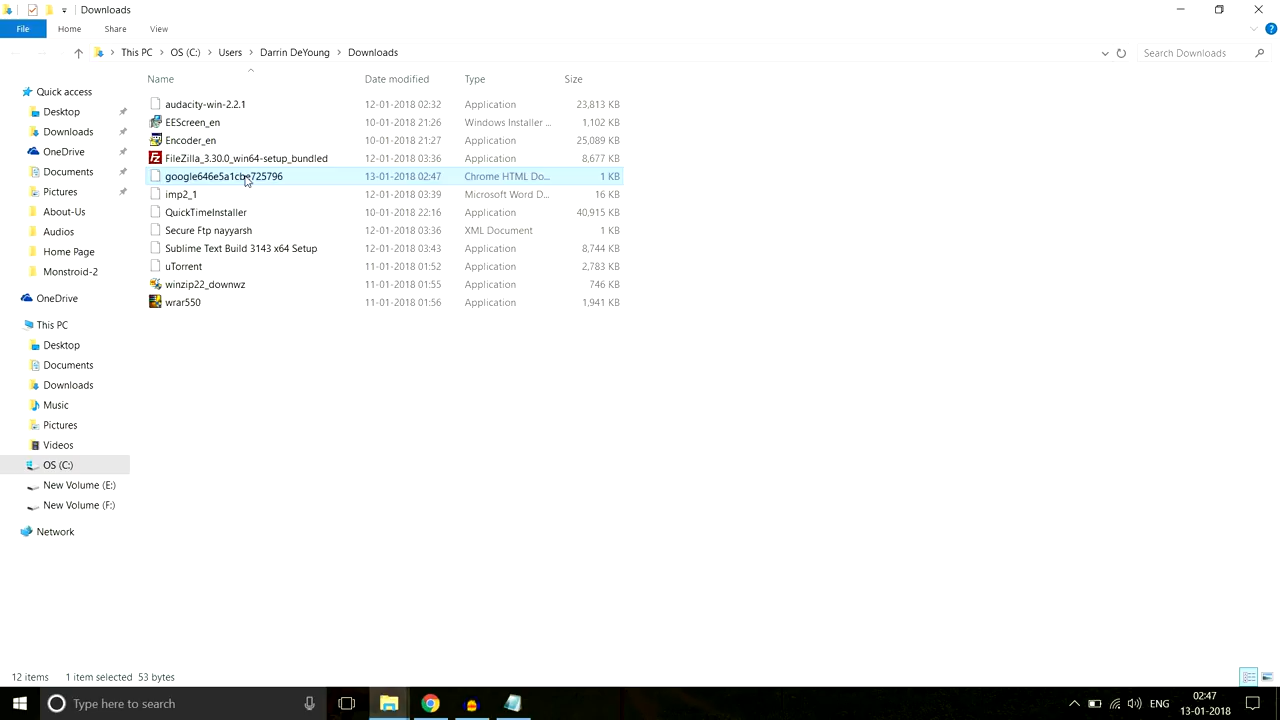 Downloads
File Home Share View
This PC OS (C:) Users Darrin DeYoung Downloads
Search Downloads
Name Date modified Type Size
Quick access
Desktop
Downloads
OneDrive
Documents
Pictures
About-Us
Audios
Home Page
Monstroid-2
OneDrive
This PC
Desktop
Documents
Downloads
Music
Pictures
Videos
OS (C:)
New Volume (E:)
New Volume (F:)
Network
audacity-win-2.2.1 12-01-2018 02:32 Application 23,813 KB
EEScreen_en 10-01-2018 21:26 Windows Installer ... 1,102 KB
Encoder_en 10-01-2018 21:27 Application 25,089 KB
FileZilla_3.30.0_win64-setup_bundled 12-01-2018 03:36 Application 8,677 KB
google646e5a1cbe725796 13-01-2018 02:47 Chrome HTML Do... 1 KB
imp2_1 12-01-2018 03:39 Microsoft Word D... 16 KB
QuickTimeInstaller 10-01-2018 22:16 Application 40,915 KB
Secure Ftp nayyarsh 12-01-2018 03:36 XML Document 1 KB
Sublime Text Build 3143 x64 Setup 12-01-2018 03:43 Application 8,744 KB
uTorrent 11-01-2018 01:52 Application 2,783 KB
winzip22_downwz 11-01-2018 01:55 Application 746 KB
wrar550 11-01-2018 01:56 Application 1,941 KB
12 items 1 item selected 53 bytes
Type here to search
ENG
02:47
13-01-2018